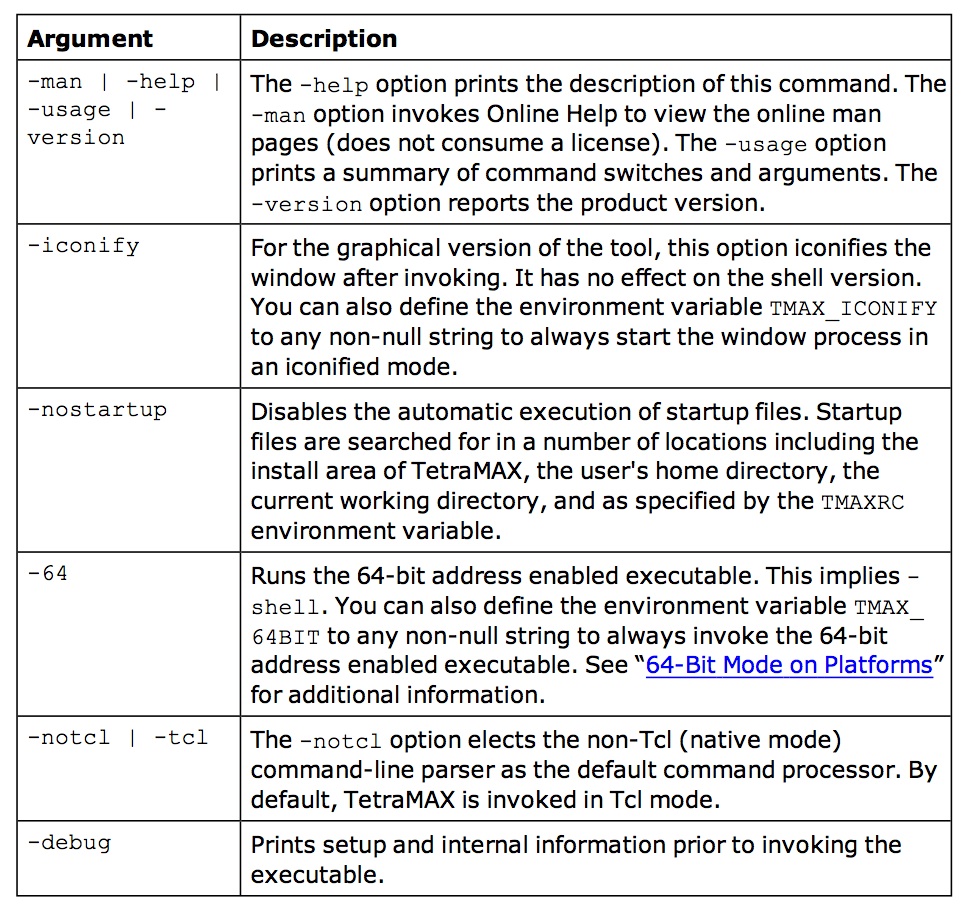 Argument Description
-man | -help |
-usage | -
version
The -help option prints the description of this command. The
-man option invokes Online Help to view the online man
pages (does not consume a license). The -usage option
prints a summary of command switches and arguments. The
-version option reports the product version.
-iconify
For the graphical version of the tool, this option iconifies the
window after invoking. It has no effect on the shell version.
You can also define the environment variable TMAX_ICONIFY
to any non-null string to always start the window process in
an iconified mode.
-nostartup
Disables the automatic execution of startup files. Startup
files are searched for in a number of locations including the
install area of TetraMAX, the user's home directory, the
current working directory, and as specified by the TMAXRC
environment variable.
-64
Runs the 64-bit address enabled executable. This implies -
shell. You can also define the environment variable TMAX_
64BIT to any non-null string to always invoke the 64-bit
address enabled executable. See “64-Bit Mode on Platforms”
for additional information.
-notcl | -tcl
The -notcl option elects the non-Tcl (native mode)
command-line parser as the default command processor. By
default, TetraMAX is invoked in Tcl mode.
-debug
Prints setup and internal information prior to invoking the
executable.